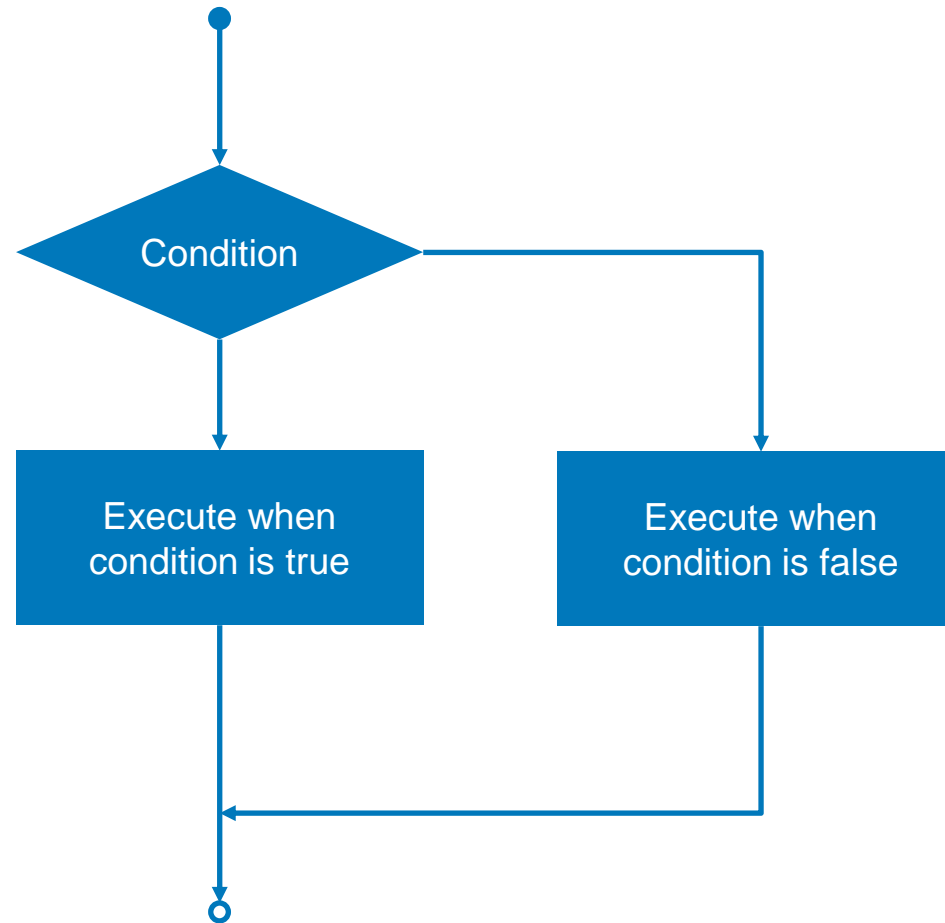 Condition
Execute when
condition is true
Execute when
condition is false